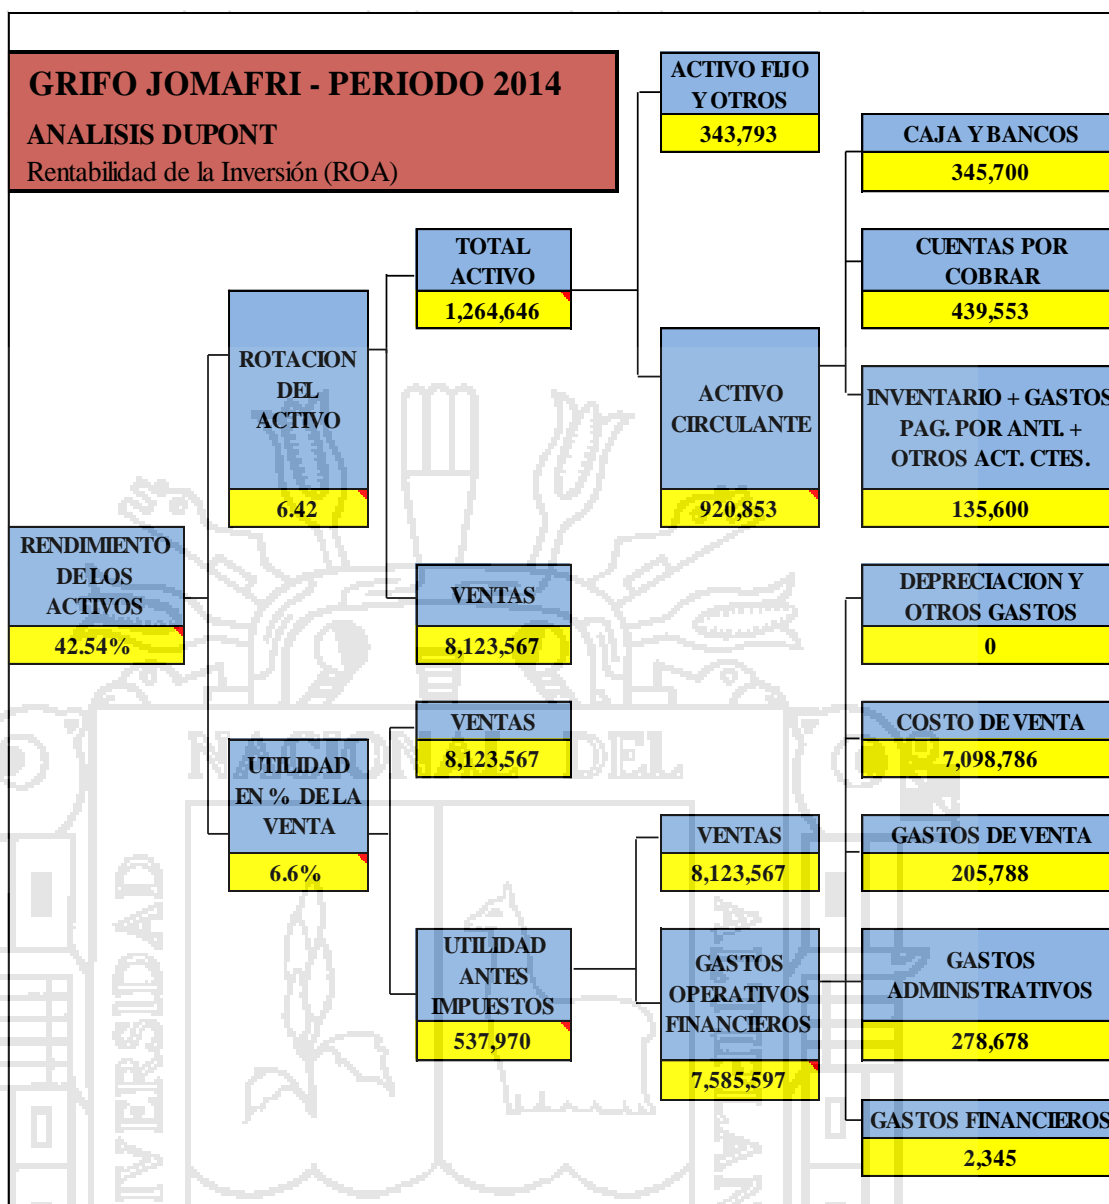 GRIFO JOMAFRI - PERIODO 2014
ANALISIS DUPONT
Rentabilidad de la Inversión (ROA)
ACTIVO FIJO
Y OTROS
343,793
CAJA Y BANCOS
345,700
CUENTAS POR
COBRAR
439,553
TOTAL
ACTIVO
1,264,646
ROTACION
DEL
ACTIVO
6.42
ACTIVO
CIRCULANTE
920,853
INVENTARIO + GASTOS
PAG. POR ANTI. +
OTROS ACT. CTES.
135,600
RENDIMIENTO
DE LOS
ACTIVOS
42.54%
VENTAS
8,123,567
DEPRECIACION Y
OTROS GASTOS
0
VENTAS
8,123,567
COSTO DE VENTA
7,098,786
UTILIDAD
EN % DE LA
VENTA
6.6%
VENTAS
8,123,567
GASTOS DE VENTA
205,788
UTILIDAD
ANTES
IMPUESTOS
537,970
GASTOS
OPERATIVOS
FINANCIEROS
7,585,597
GASTOS
ADMINISTRATIVOS
278,678
GASTOS FINANCIEROS
2,345
NACIONAL DEL